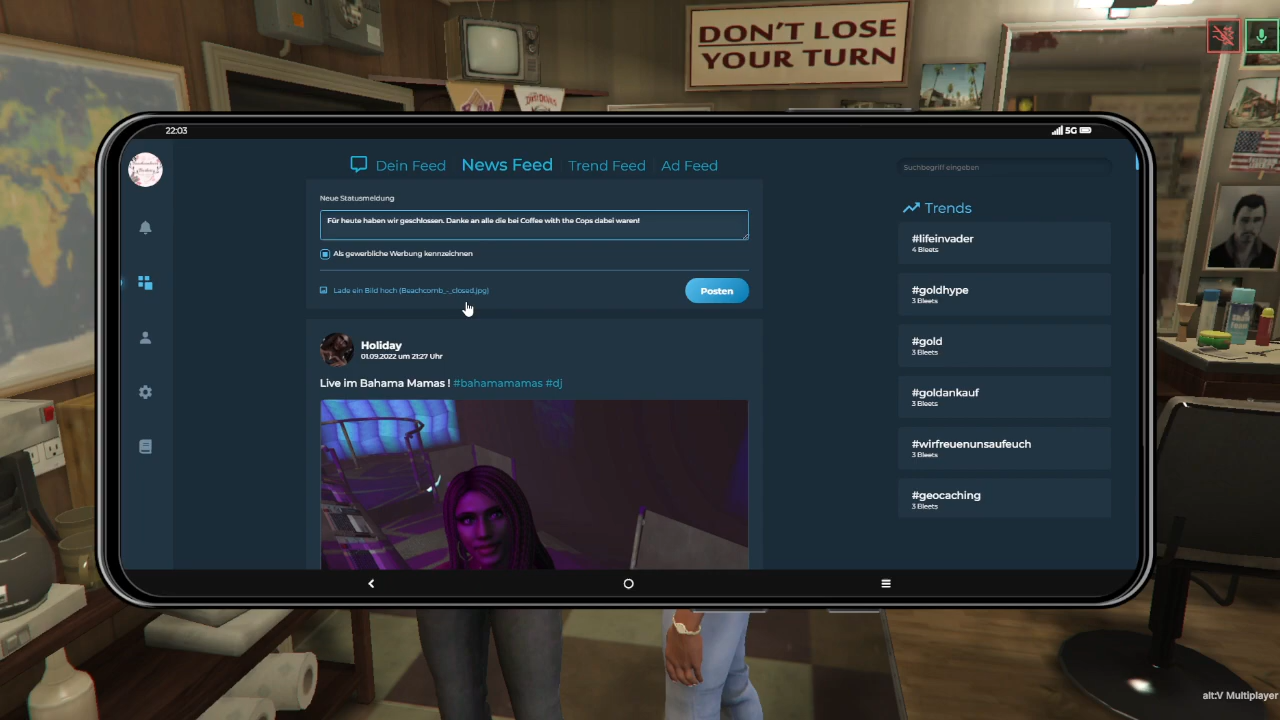 DON'T LOSE
YOUR TURN
22:03
5G
Dein Feed
News Feed
Trend Feed
Ad Feed
Suchbegriff eingeben
Neue Statusmeldung
Für heute haben wir geschlossen. Danke an alle die bei Coffee with the Cops dabei waren!
Als gewerbliche Werbung kennzeichnen
Lade ein Bild hoch (Beachcomb_-_closed.jpg)
Posten
Holiday
01.09.2022 um 21:27 Uhr
Live im Bahama Mamas ! #bahamamamas #dj
Trends
#lifeinvader
4 Bleets
#goldhype
3 Bleets
#gold
3 Bleets
#goldankauf
3 Bleets
#wirfreuenunsaufeuch
3 Bleets
#geocaching
3 Bleets
alt:V Multiplayer